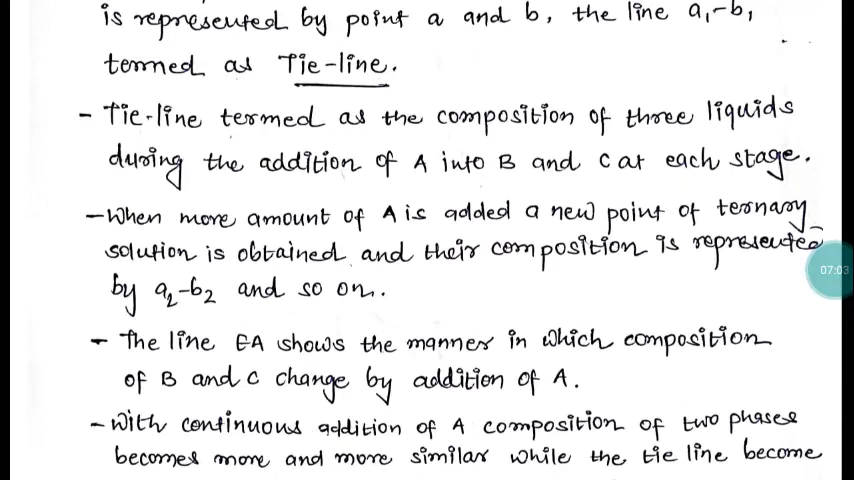 is represented by point a and b, the line a₁-b₁
termed as Tie-line.
- Tie-line termed as the composition of three liquids
during the addition of A into B and C at each stage.
- When more amount of A is added a new point of ternary
solution is obtained and their composition is represented
by a₂-b₂ and so on.
07:03
- The line EA shows the manner in which composition
of B and C change by addition of A.
- With continuous addition of A composition of two phases
becomes more and more similar while the tie line become